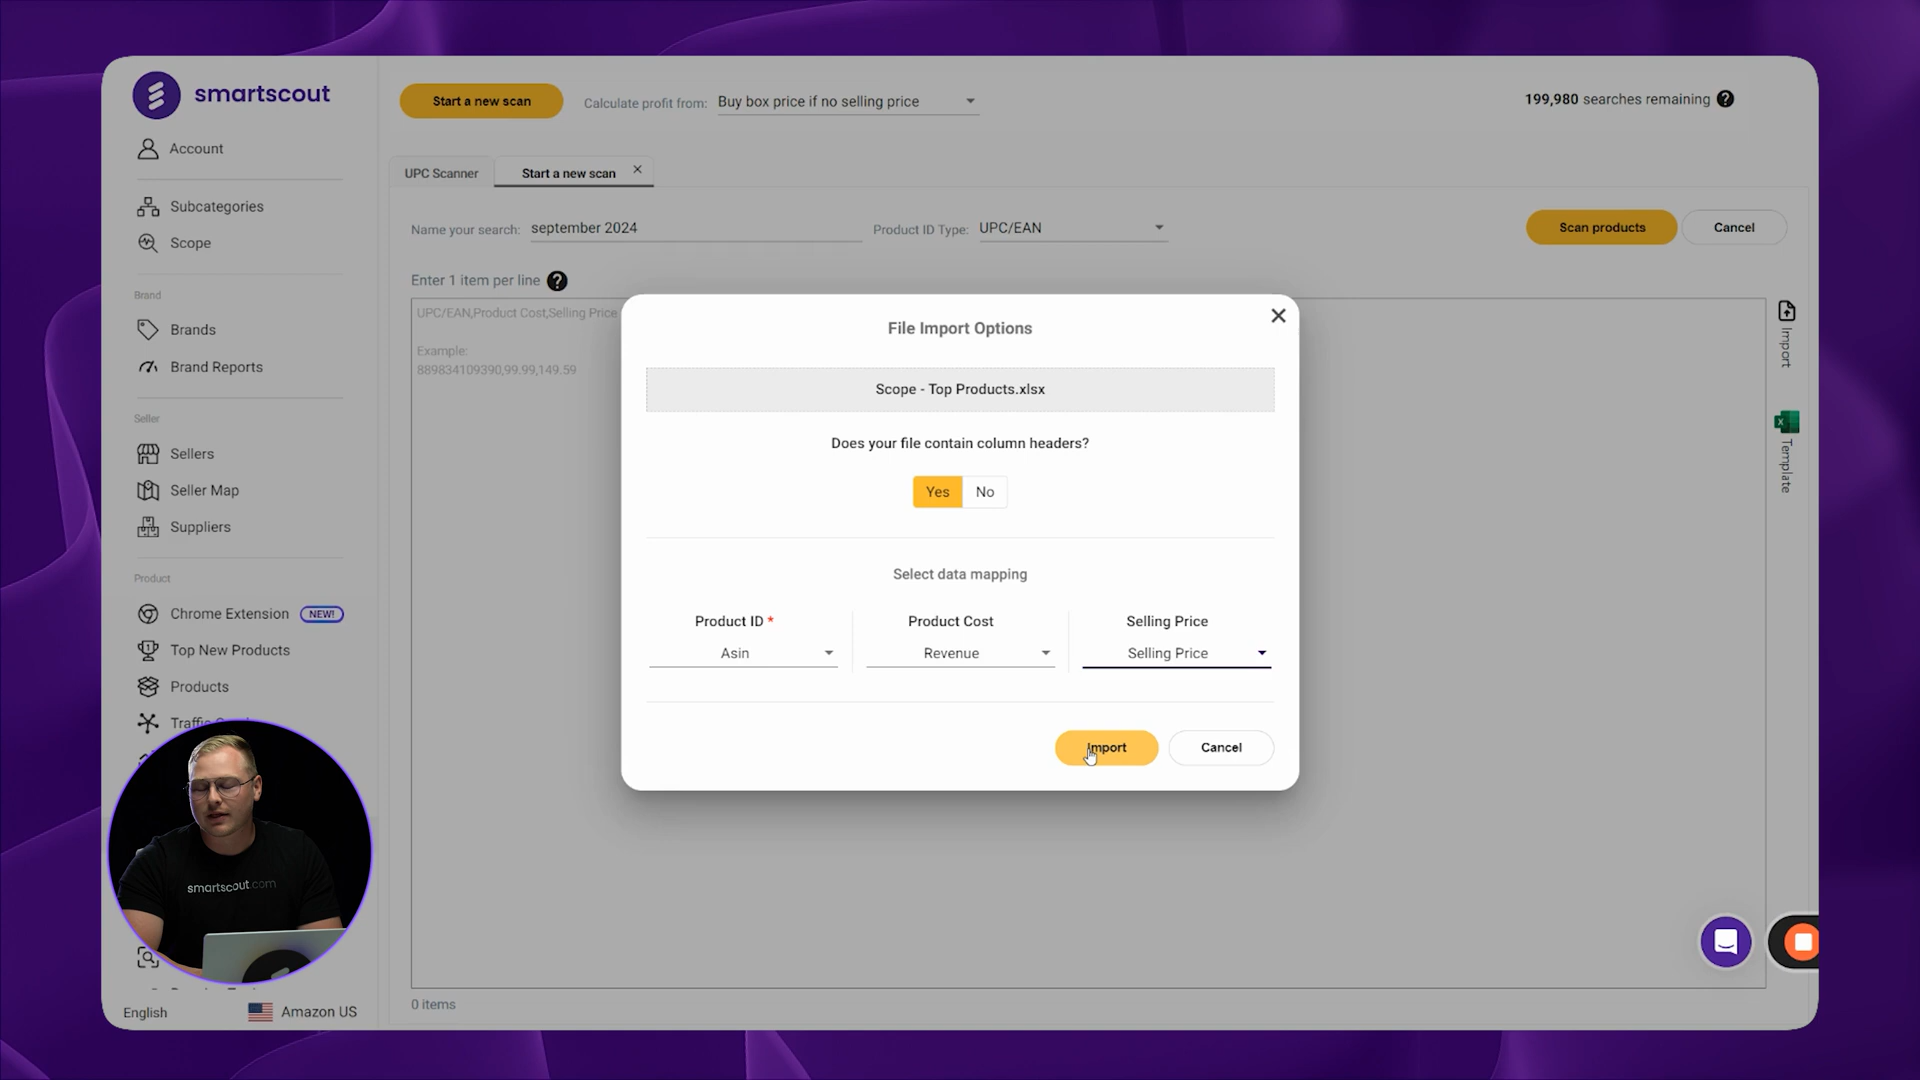 smartscout
Start a new scan
Calculate profit from:
Buy box price if no selling price
199,980 searches remaining
Account
UPC Scanner
Start a new scan
Subcategories
Scope
Name your search:
september 2024
Product ID Type:
UPC/EAN
Scan products
Cancel
Enter 1 item per line
UPC/EAN,Product Cost,Selling Price
Example:
889834109390,99.99,149.59
Import
Template
Brand
Brands
Brand Reports
Seller
Sellers
Seller Map
Suppliers
Product
Chrome Extension
NEW!
Top New Products
Products
File Import Options
Scope - Top Products.xlsx
Does your file contain column headers?
Yes
No
Select data mapping
Product ID *
Product Cost
Selling Price
Asin
Revenue
Selling Price
Import
Cancel
smartscout.com
0 items
English
Amazon US